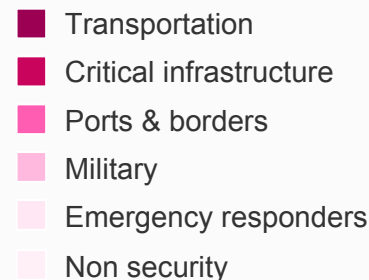 Transportation
Critical infrastructure
Ports & borders
Military
Emergency responders
Non security